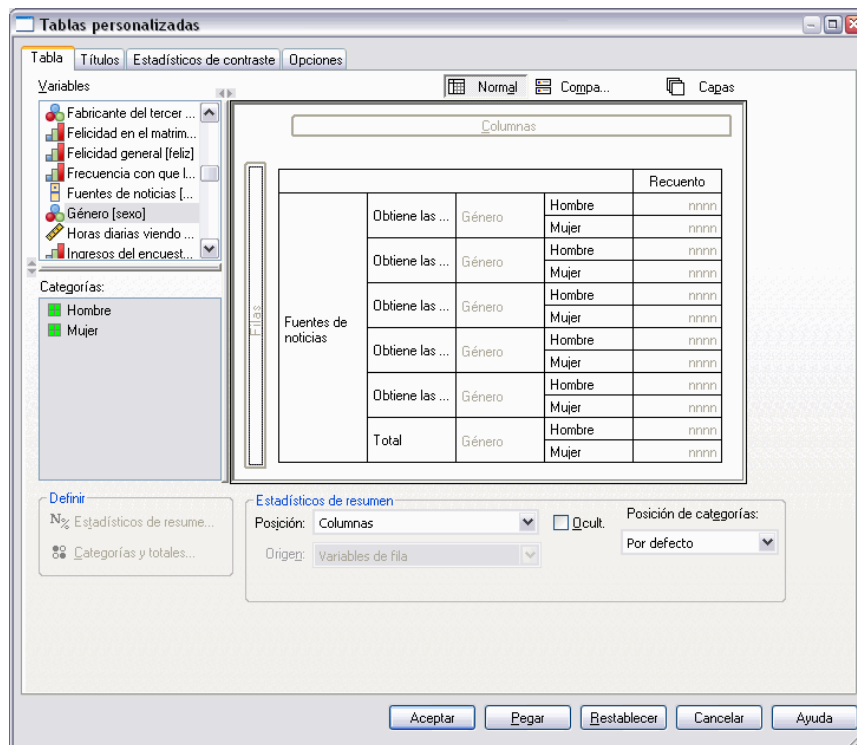 Tablas personalizadas
Tabla Títulos Estadísticos de contraste Opciones
Variables
Normal Compa... Capas
Fabricante del tercer ...
Felicidad en el matrim...
Felicidad general [feliz]
Frecuencia con que l...
Fuentes de noticias [...
Género [sexo]
Horas diarias viendo ...
Ingresos del encuest...
Categorías:
Hombre
Mujer
Columnas
Filas
Recuento
Fuentes de noticias
Obtiene las ... Género Hombre nnnn
Mujer nnnn
Obtiene las ... Género Hombre nnnn
Mujer nnnn
Obtiene las ... Género Hombre nnnn
Mujer nnnn
Obtiene las ... Género Hombre nnnn
Mujer nnnn
Obtiene las ... Género Hombre nnnn
Mujer nnnn
Total Género Hombre nnnn
Mujer nnnn
Definir
N% Estadísticos de resume...
Categorías y totales...
Estadísticos de resumen
Posición: Columnas Ocult.
Origen: Variables de fila
Posición de categorías:
Por defecto
Aceptar Pegar Restablecer Cancelar Ayuda